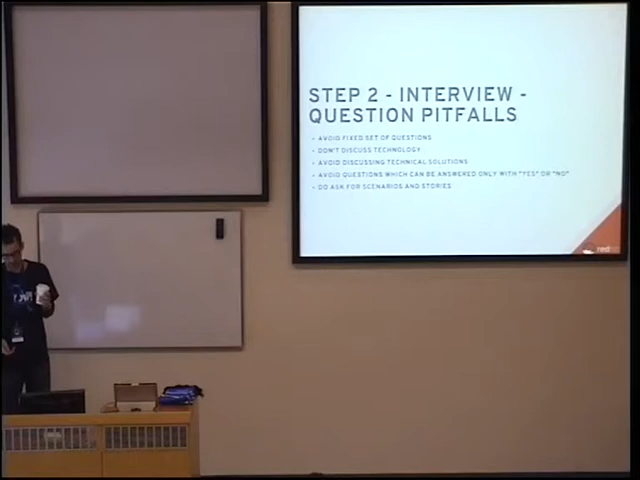 STEP 2 - INTERVIEW -
QUESTION PITFALLS
- AVOID FIXED SET OF QUESTIONS
- DON'T DISCUSS TECHNOLOGY
- AVOID DISCUSSING TECHNICAL SOLUTIONS
- AVOID QUESTIONS WHICH CAN BE ANSWERED ONLY WITH "YES" OR "NO"
- DO ASK FOR SCENARIOS AND STORIES